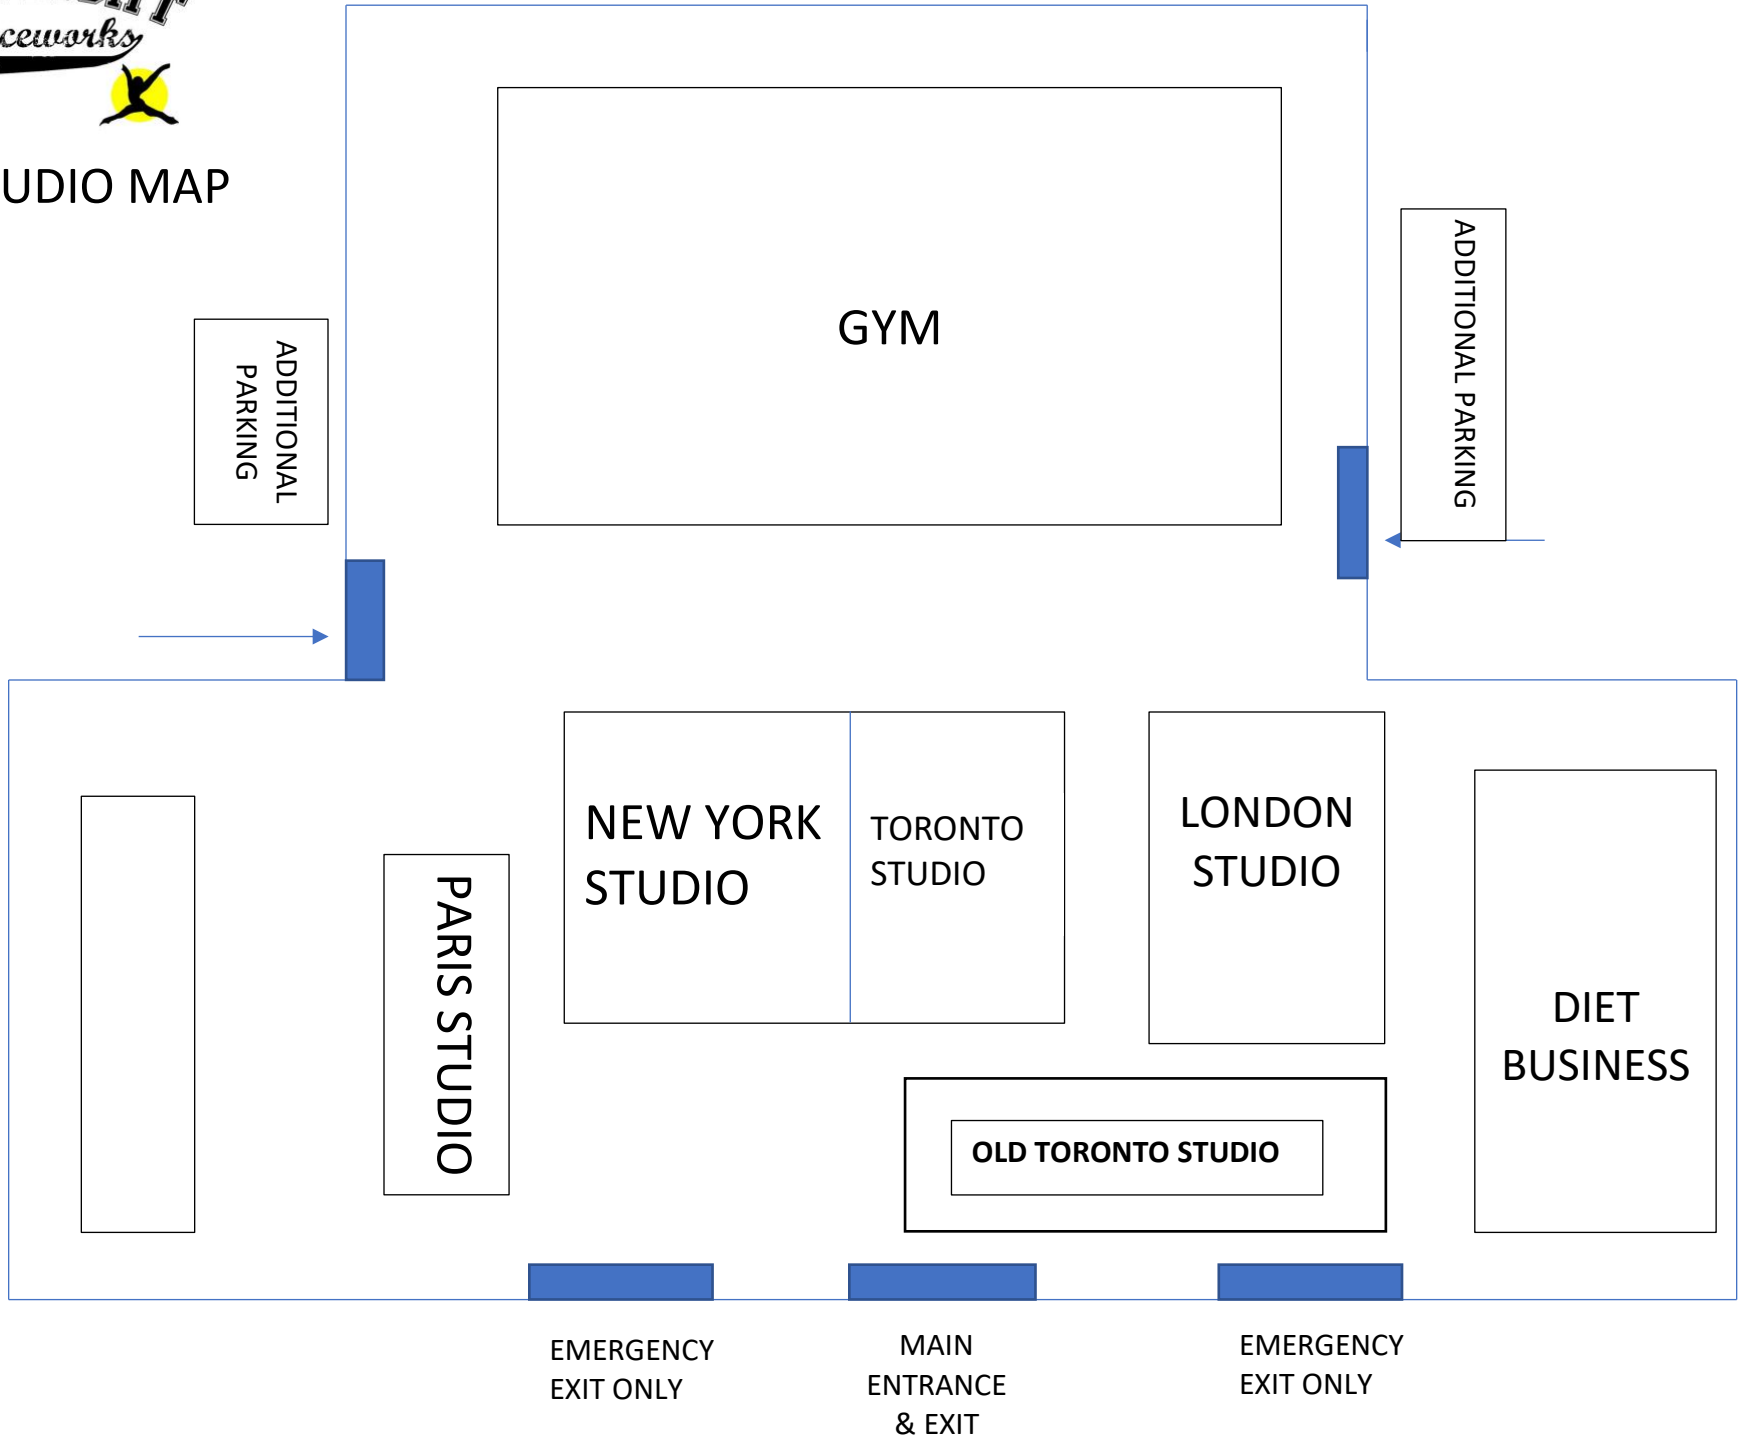 ceworks
UDIO MAP
GYM
ADDITIONAL
PARKING
ADDITIONAL PARKING
NEW YORK
STUDIO
TORONTO
STUDIO
LONDON
STUDIO
PARIS STUDIO
DIET
BUSINESS
OLD TORONTO STUDIO
EMERGENCY
EXIT ONLY
MAIN
ENTRANCE
& EXIT
EMERGENCY
EXIT ONLY